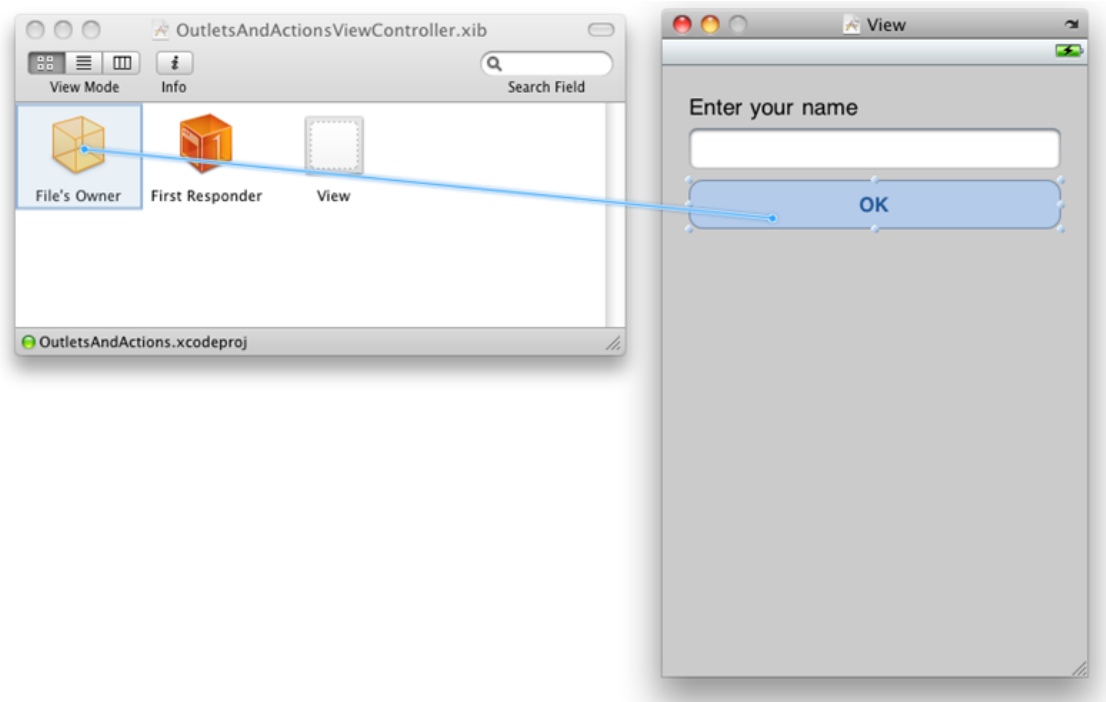 OutletsAndActionsViewController.xib
View Mode
Info
Search Field
File's Owner
First Responder
View
OutletsAndActions.xcodeproj
View
Enter your name
OK